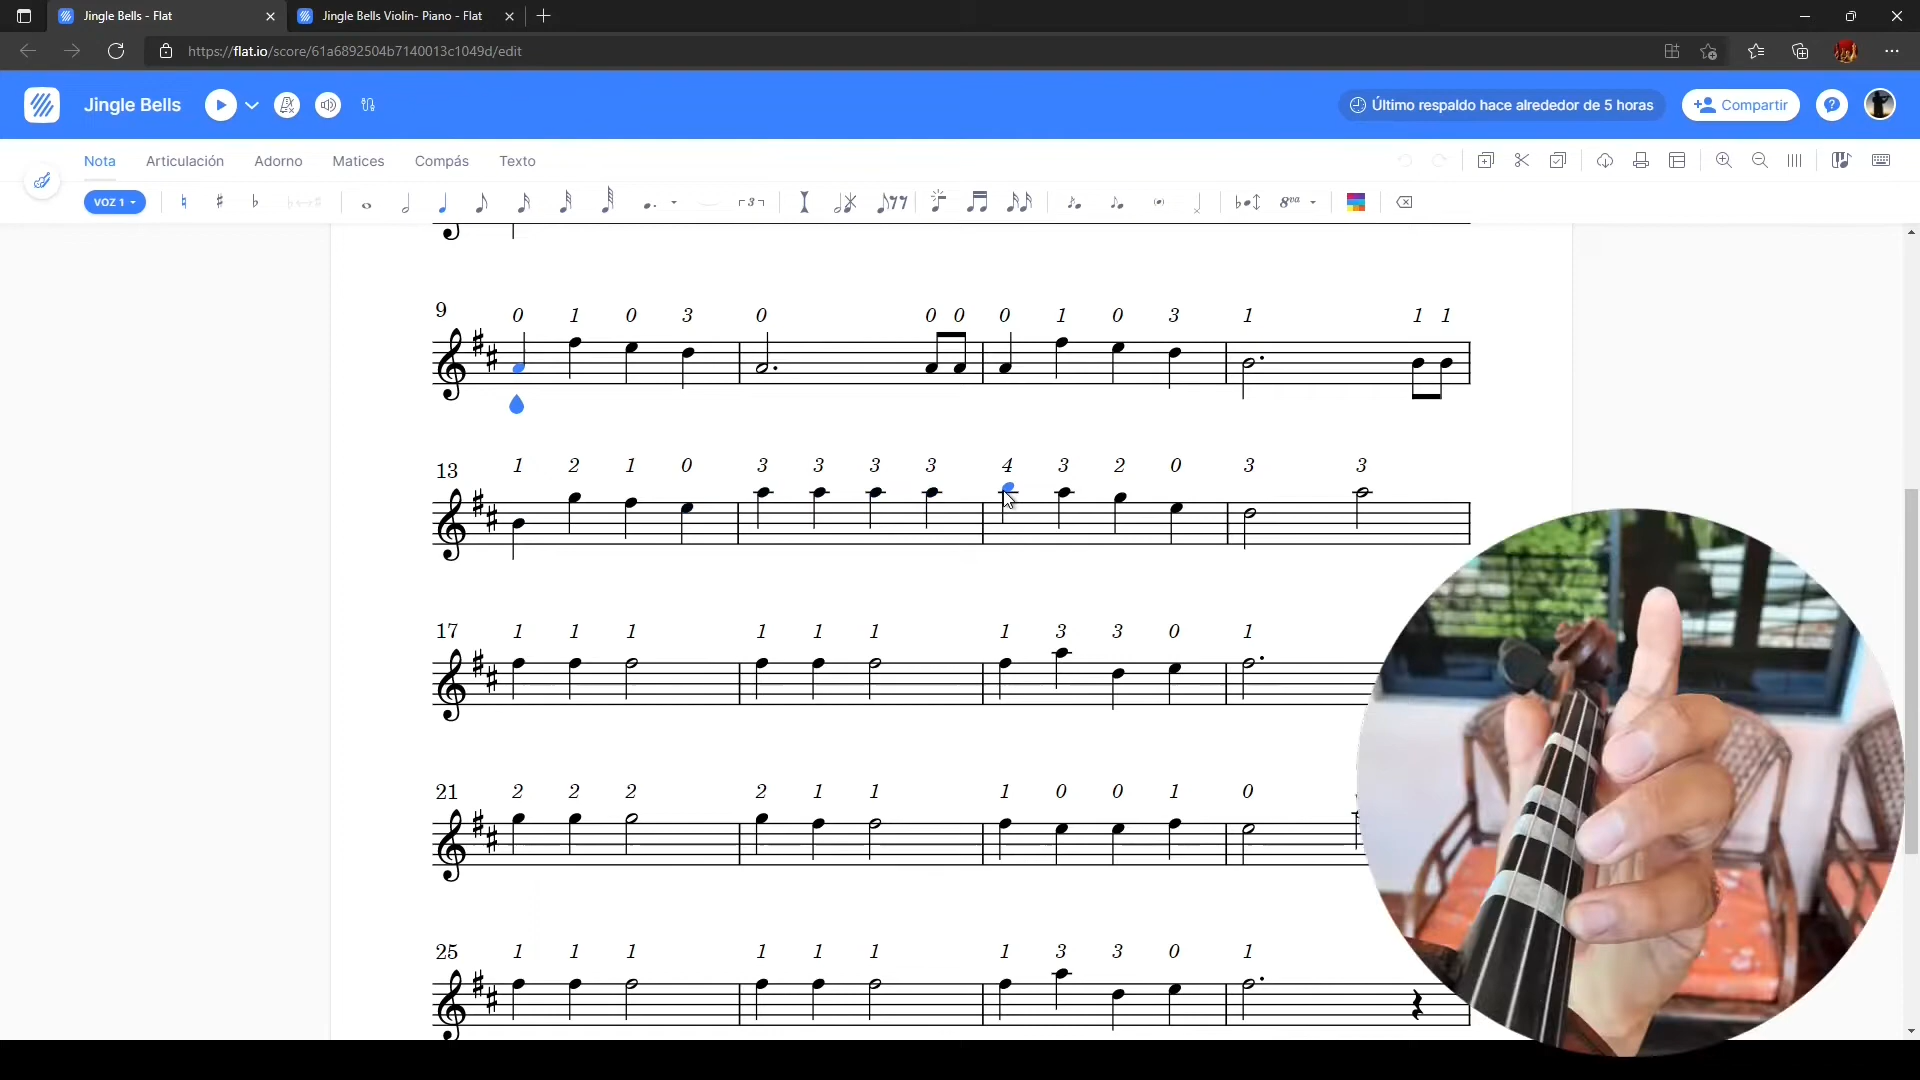 Jingle Bells - Flat
Jingle Bells Violin- Piano - Flat
https://flat.io/score/61a6892504b7140013c1049d/edit
Jingle Bells
Último respaldo hace alrededor de 5 horas
Compartir
Nota Articulación Adorno Matices Compás Texto
VOZ 1
3
8va
9
0 1 0 3 0 0 0 0 1 0 3 1 1 1
13
1 2 1 0 3 3 3 3 4 3 2 0 3 3
17
1 1 1 1 1 1 1 3 3 0 1
21
2 2 2 2 1 1 1 0 0 1 0
25
1 1 1 1 1 1 1 3 3 0 1